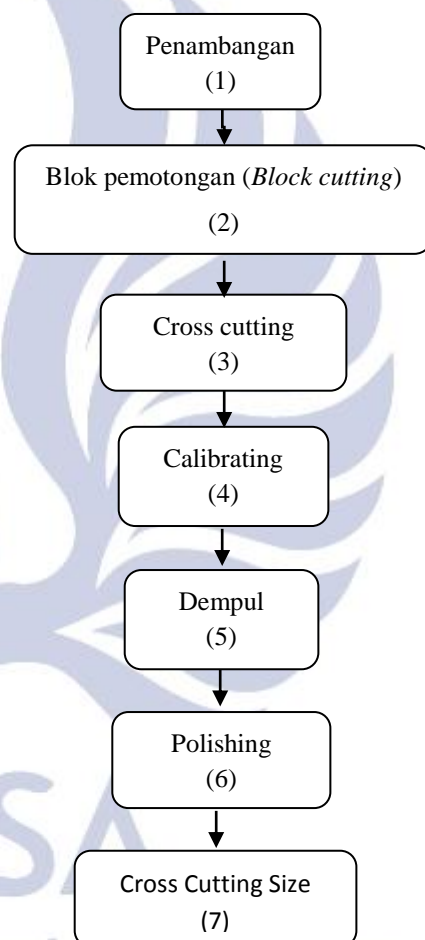 Penambangan
(1)
Blok pemotongan (Block cutting)
(2)
Cross cutting
(3)
Calibrating
(4)
Dempul
(5)
Polishing
(6)
SA
Cross Cutting Size
(7)